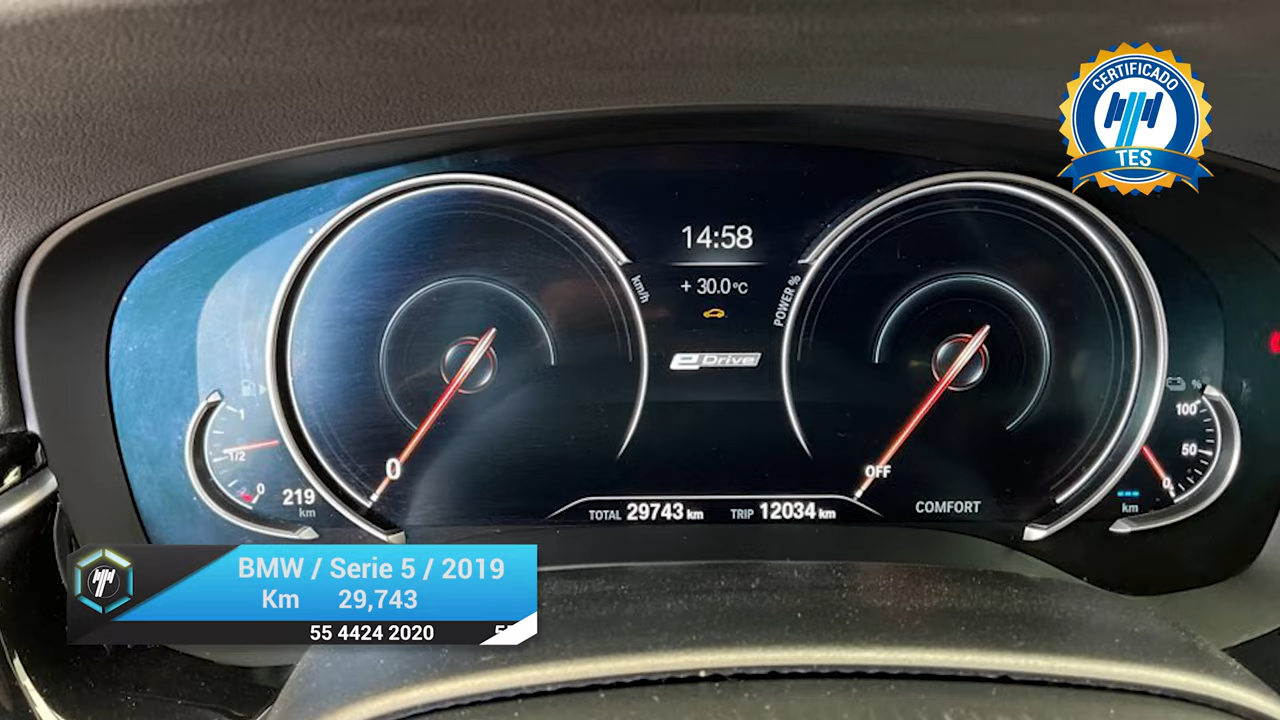 CERTIFICADO
TES
14:58
+ 30.0°C
km/h
POWER %
eDrive
1/2
0
219
km
0
OFF
%
100
50
0
--- km
TOTAL 29743 km TRIP 12034 km
COMFORT
BMW / Serie 5 / 2019
Km 29,743
55 4424 2020